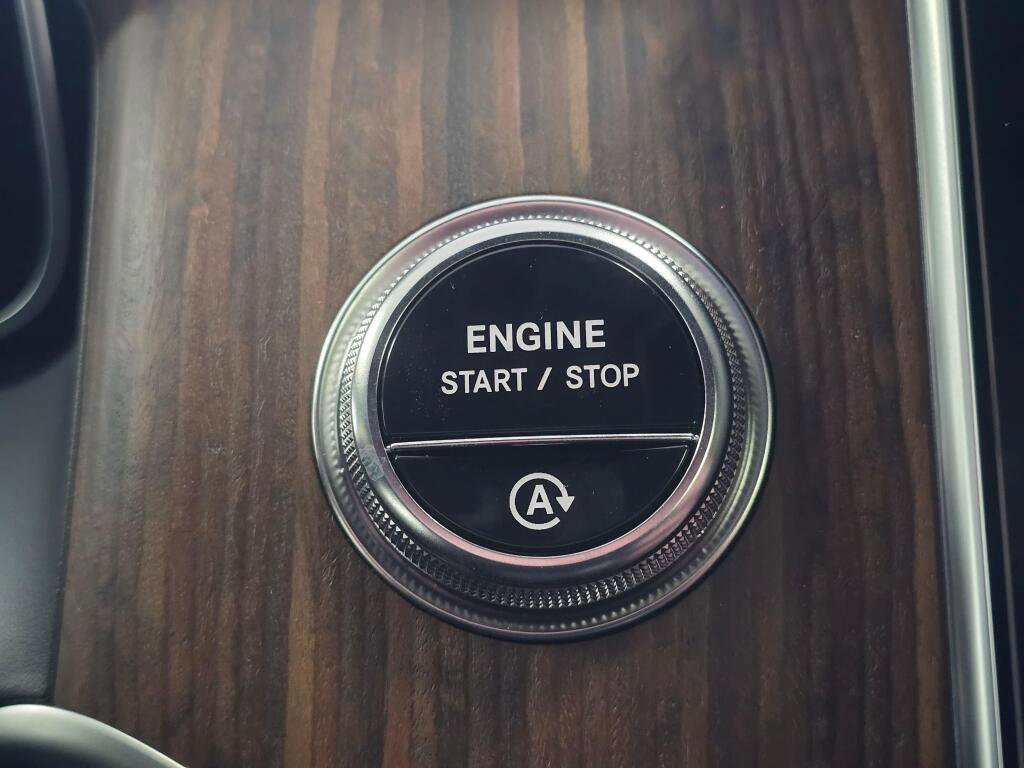 ENGINE
START / STOP
A